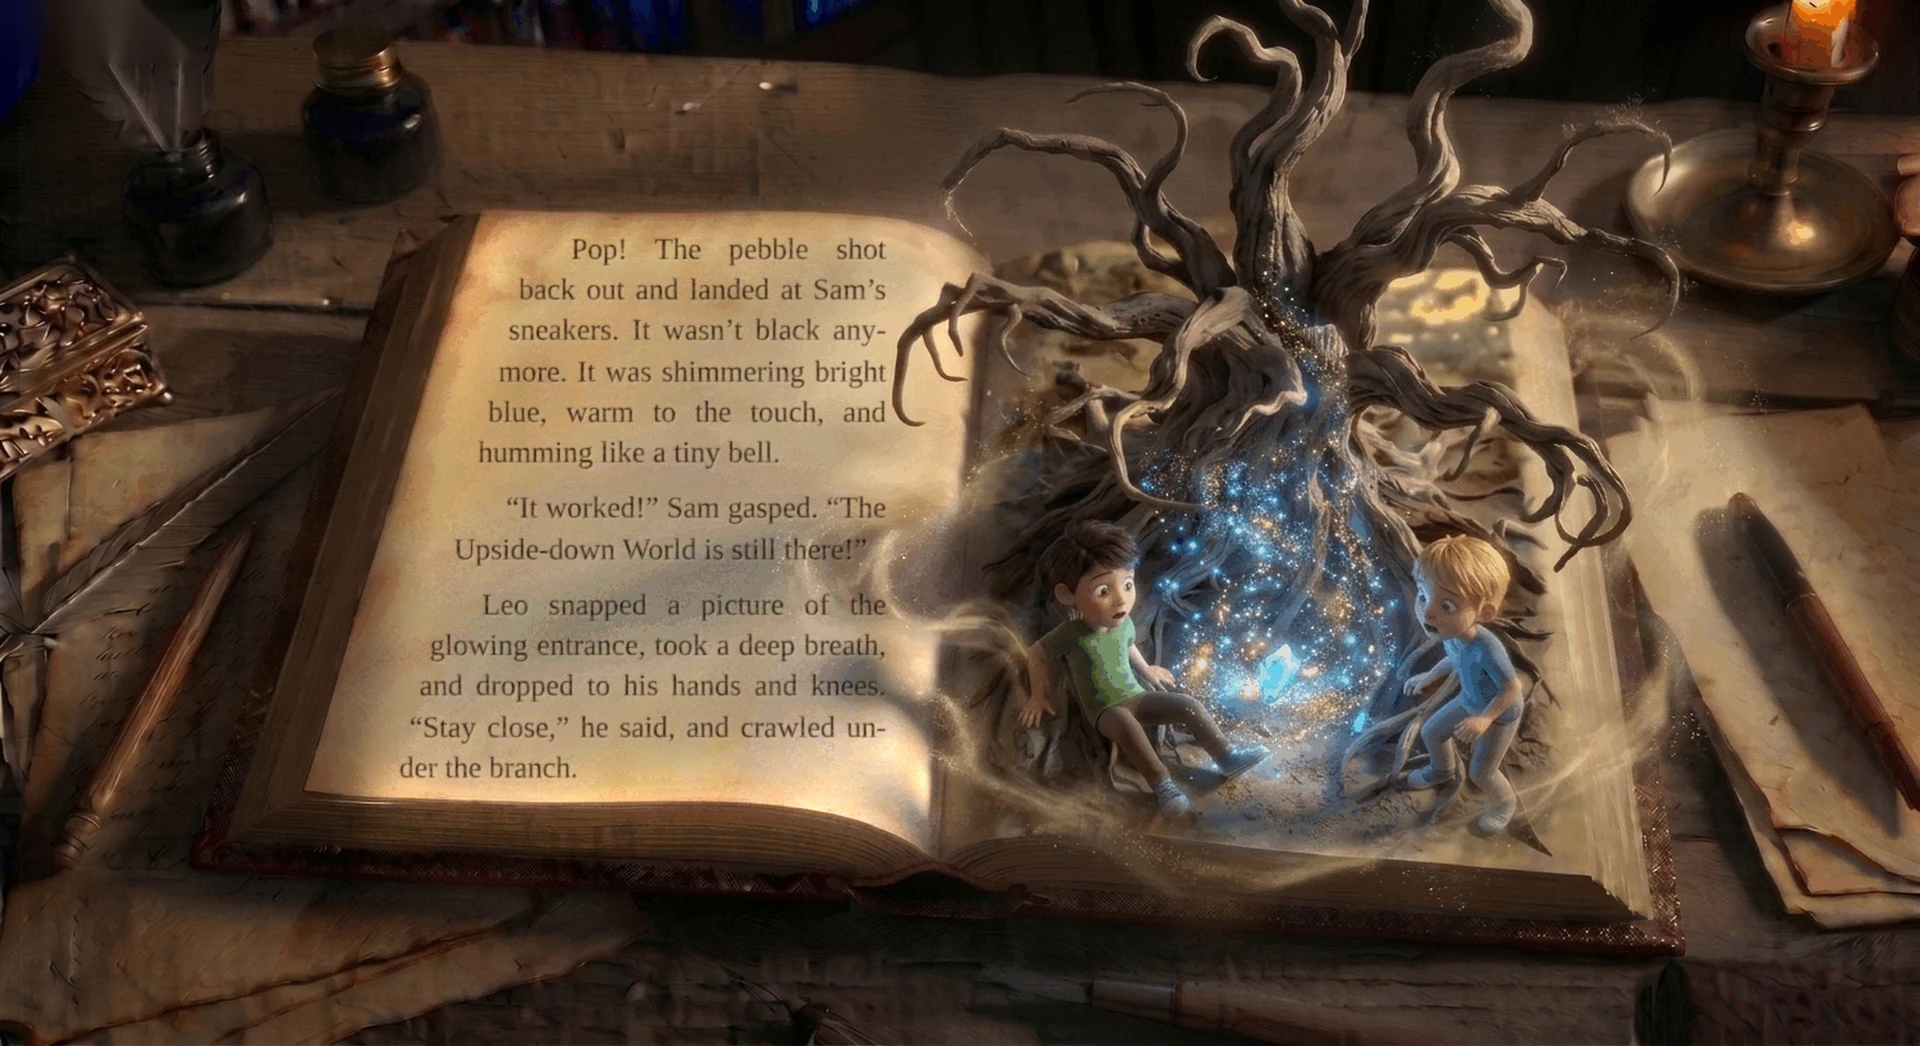 Pop! The pebble shot
back out and landed at Sam’s
sneakers. It wasn’t black any-
more. It was shimmering bright
blue, warm to the touch, and
humming like a tiny bell.
“It worked!” Sam gasped. “The
Upside-down World is still there!”
Leo snapped a picture of the
glowing entrance, took a deep breath,
and dropped to his hands and knees.
“Stay close,” he said, and crawled un-
der the branch.